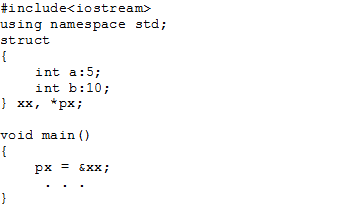 #include<iostream>
using namespace std;
struct
{
    int a:5;
    int b:10;
} xx, *px;

void main()
{
    px = &xx;
     . . .
}